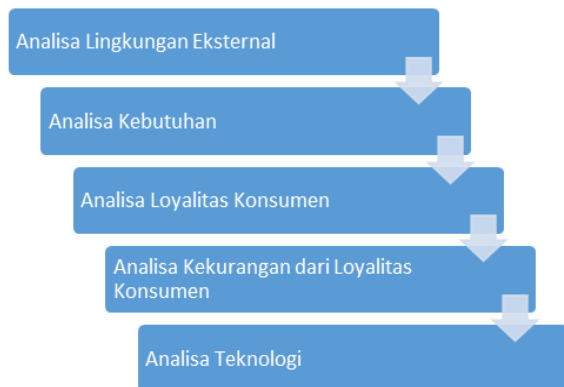 Analisa Lingkungan Eksternal
Analisa Kebutuhan
Analisa Loyalitas Konsumen
Analisa Kekurangan dari Loyalitas
Konsumen
Analisa Teknologi